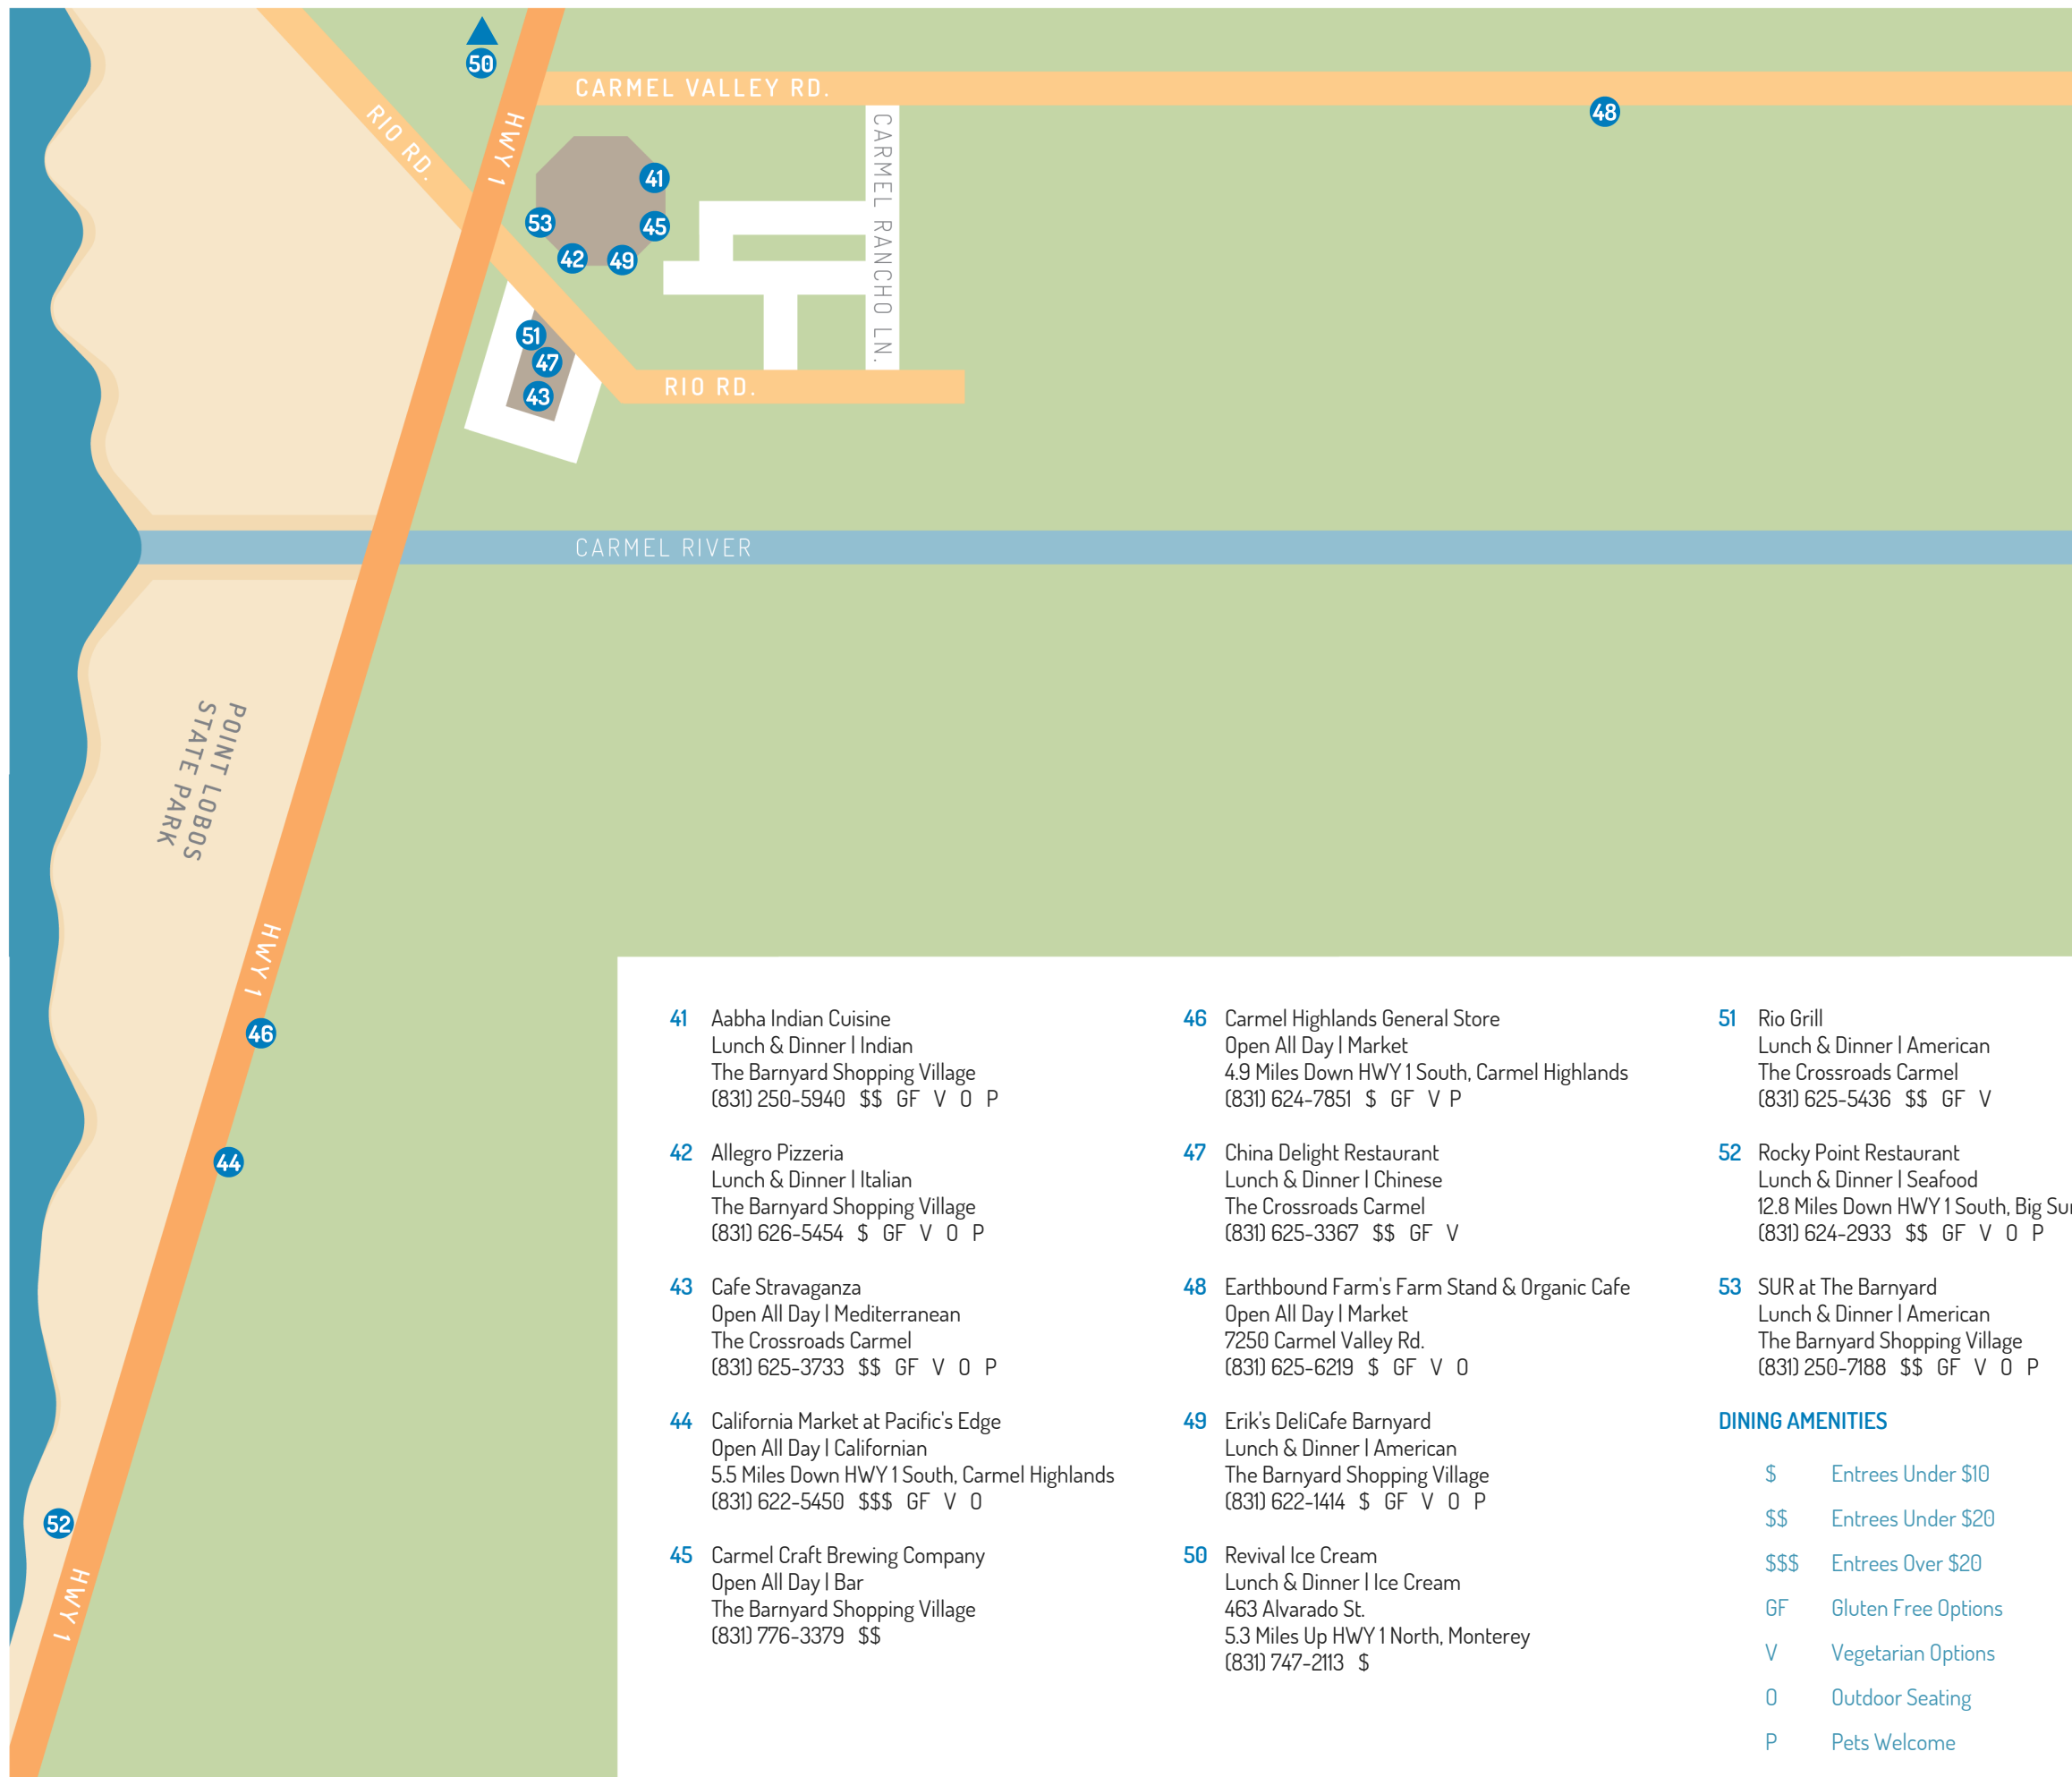 50
CARMEL VALLEY RD.
48
RIO RD.
HWY 1
CARMEL RANCHO LN.
41
53
45
42
49
51
47
43
RIO RD.
CARMEL RIVER
POINT LOBOS
STATE PARK
HWY 1
46
44
52
HWY 1
41 Aabha Indian Cuisine
Lunch & Dinner | Indian
The Barnyard Shopping Village
(831) 250-5940 $$ GF V O P
42 Allegro Pizzeria
Lunch & Dinner | Italian
The Barnyard Shopping Village
(831) 626-5454 $ GF V O P
43 Cafe Stravaganza
Open All Day | Mediterranean
The Crossroads Carmel
(831) 625-3733 $$ GF V O P
44 California Market at Pacific's Edge
Open All Day | Californian
5.5 Miles Down HWY 1 South, Carmel Highlands
(831) 622-5450 $$$ GF V O
45 Carmel Craft Brewing Company
Open All Day | Bar
The Barnyard Shopping Village
(831) 776-3379 $$
46 Carmel Highlands General Store
Open All Day | Market
4.9 Miles Down HWY 1 South, Carmel Highlands
(831) 624-7851 $ GF V P
47 China Delight Restaurant
Lunch & Dinner | Chinese
The Crossroads Carmel
(831) 625-3367 $$ GF V
48 Earthbound Farm's Farm Stand & Organic Cafe
Open All Day | Market
7250 Carmel Valley Rd.
(831) 625-6219 $ GF V O
49 Erik's DeliCafe Barnyard
Lunch & Dinner | American
The Barnyard Shopping Village
(831) 622-1414 $ GF V O P
50 Revival Ice Cream
Lunch & Dinner | Ice Cream
463 Alvarado St.
5.3 Miles Up HWY 1 North, Monterey
(831) 747-2113 $
51 Rio Grill
Lunch & Dinner | American
The Crossroads Carmel
(831) 625-5436 $$ GF V
52 Rocky Point Restaurant
Lunch & Dinner | Seafood
12.8 Miles Down HWY 1 South, Big Sur
(831) 624-2933 $$ GF V O P
53 SUR at The Barnyard
Lunch & Dinner | American
The Barnyard Shopping Village
(831) 250-7188 $$ GF V O P
DINING AMENITIES
$ Entrees Under $10
$$ Entrees Under $20
$$$ Entrees Over $20
GF Gluten Free Options
V Vegetarian Options
O Outdoor Seating
P Pets Welcome